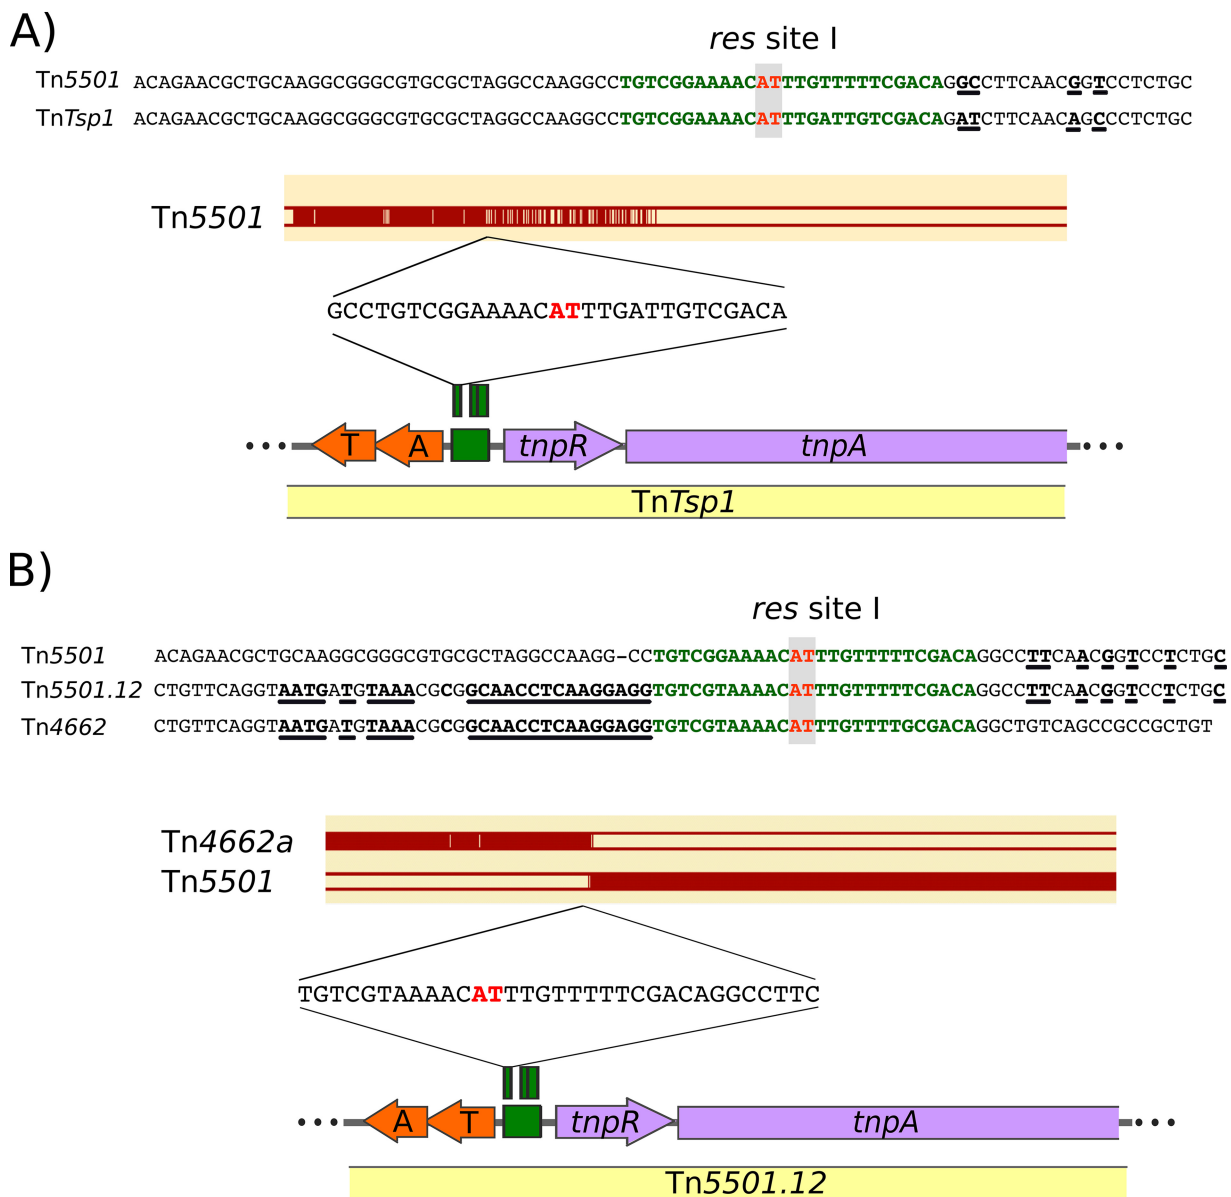 A)
res site I
Tn5501 ACAGAACGCTGCAAGGCGGGCGTGCGCTAGGCCAAGGCCTGTCGGAAAACATTTGTTTTTCGACAGGCCTTCAACGGTCCTCTGC
TnTsp1 ACAGAACGCTGCAAGGCGGGCGTGCGCTAGGCCAAGGCCTGTCGGAAAACATTTGATTGTCGACAGATCTTCAACAGCCCTCTGC
Tn5501
GCCTGTCGGAAAACATTTGATTGTCGACA
T A tnpR tnpA
TnTsp1
B)
res site I
Tn5501 ACAGAACGCTGCAAGGCGGGCGTGCGCTAGGCCAAGG-CCTGTCGGAAAACATTTGTTTTTCGACAGGCCTTCAACGGTCCTCTGC
Tn5501.12 CTGTTCAGGTAATGATGTAAACGCGGCAACCTCAAGGAGGTGTCGTAAAACATTTGTTTTTCGACAGGCCTTCAACGGTCCTCTGC
Tn4662 CTGTTCAGGTAATGATGTAAACGCGGCAACCTCAAGGAGGTGTCGTAAAACATTTGTTTTGCGACAGGCTGTCAGCCGCCGCTGT
Tn4662a
Tn5501
TGTCGTAAAACATTTGTTTTTCGACAGGCCTTC
A T tnpR tnpA
Tn5501.12